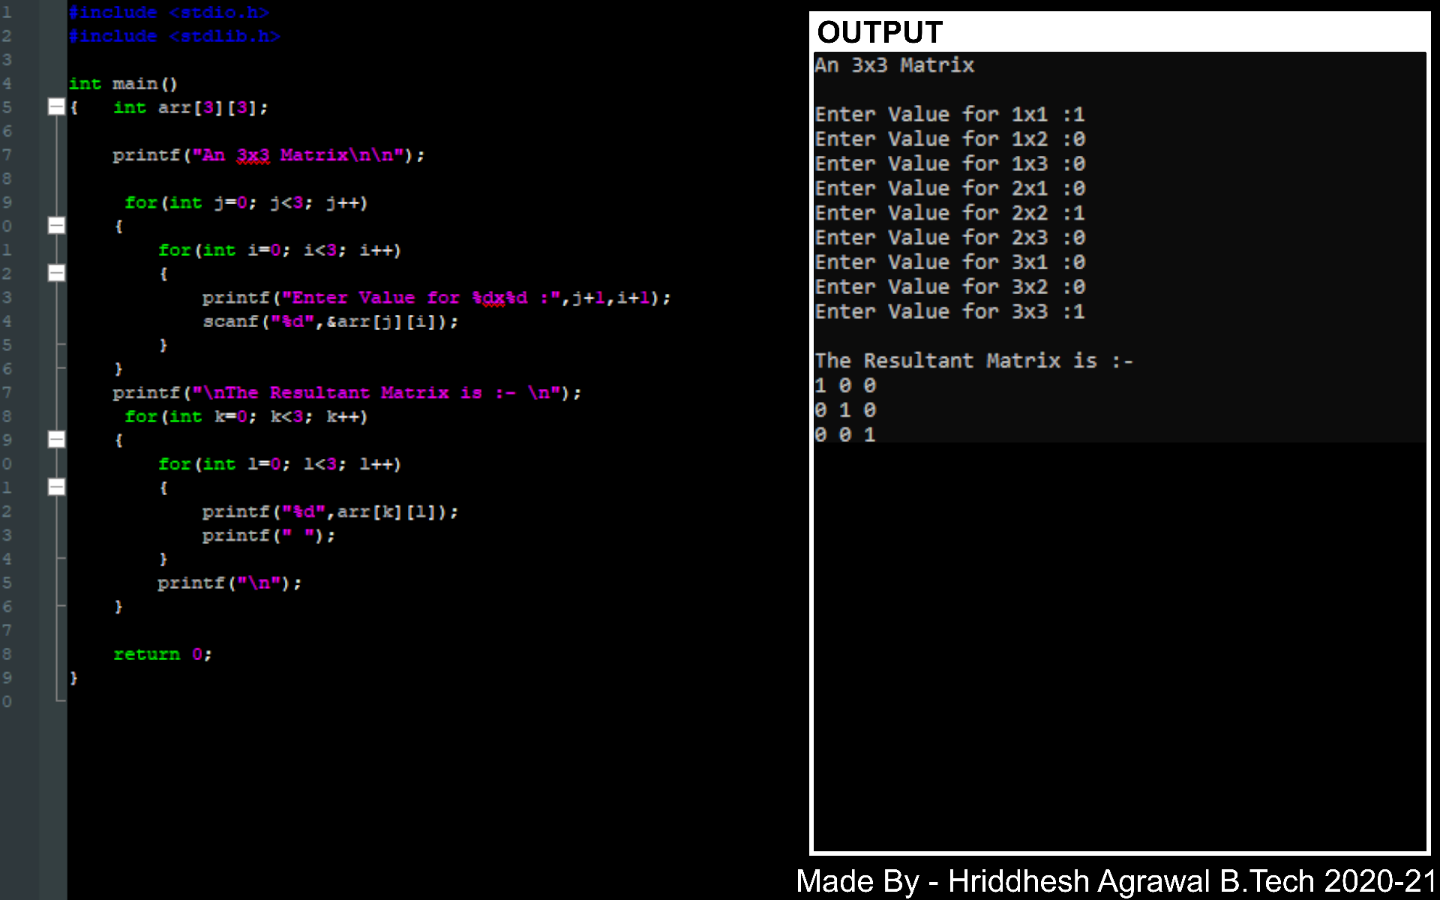 1 #include <stdio.h>
2 #include <stdlib.h>
3
4 int main()
5 { int arr[3][3];
6
7 printf("An 3x3 Matrix\n\n");
8
9 for(int j=0; j<3; j++)
0 {
1 for(int i=0; i<3; i++)
2 {
3 printf("Enter Value for %dx%d :",j+1,i+1);
4 scanf("%d",&arr[j][i]);
5 }
6 }
7 printf("\nThe Resultant Matrix is :- \n");
8 for(int k=0; k<3; k++)
9 {
0 for(int l=0; l<3; l++)
1 {
2 printf("%d",arr[k][l]);
3 printf(" ");
4 }
5 printf("\n");
6 }
7
8 return 0;
9 }
0
OUTPUT
An 3x3 Matrix
Enter Value for 1x1 :1
Enter Value for 1x2 :0
Enter Value for 1x3 :0
Enter Value for 2x1 :0
Enter Value for 2x2 :1
Enter Value for 2x3 :0
Enter Value for 3x1 :0
Enter Value for 3x2 :0
Enter Value for 3x3 :1
The Resultant Matrix is :-
1 0 0
0 1 0
0 0 1
Made By - Hriddhesh Agrawal B.Tech 2020-21